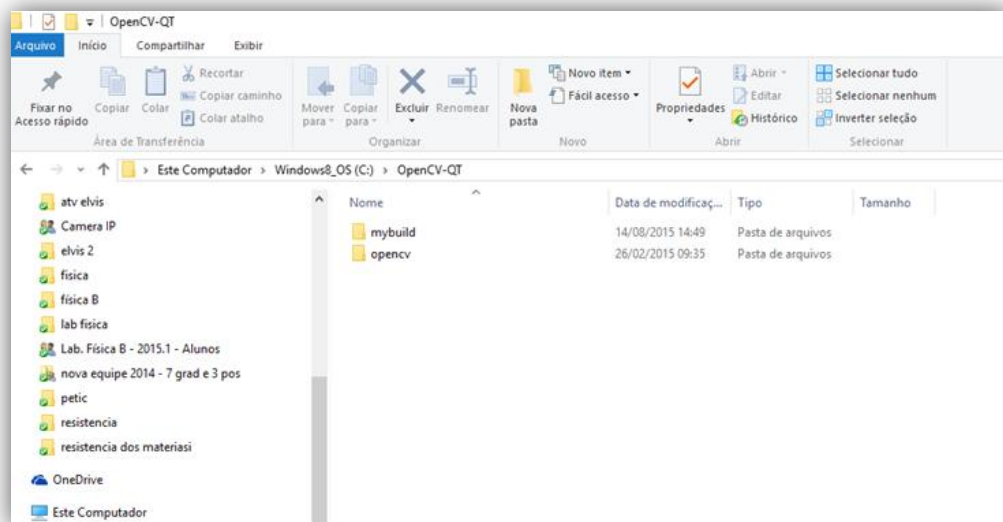 OpenCV-QT
Arquivo Início Compartilhar Exibir
Fixar no Acesso rápido
Copiar
Colar
Recortar
Copiar caminho
Colar atalho
Área de Transferência
Mover para
Copiar para
Excluir
Renomear
Organizar
Nova pasta
Novo item
Fácil acesso
Novo
Propriedades
Abrir
Editar
Histórico
Abrir
Selecionar tudo
Selecionar nenhum
Inverter seleção
Selecionar
Este Computador > Windows8_OS (C:) > OpenCV-QT
atv elvis
Camera IP
elvis 2
fisica
física B
lab fisica
Lab. Física B - 2015.1 - Alunos
nova equipe 2014 - 7 grad e 3 pos
petic
resistencia
resistencia dos materiasi
OneDrive
Este Computador
Nome Data de modificaç... Tipo Tamanho
mybuild 14/08/2015 14:49 Pasta de arquivos
opencv 26/02/2015 09:35 Pasta de arquivos